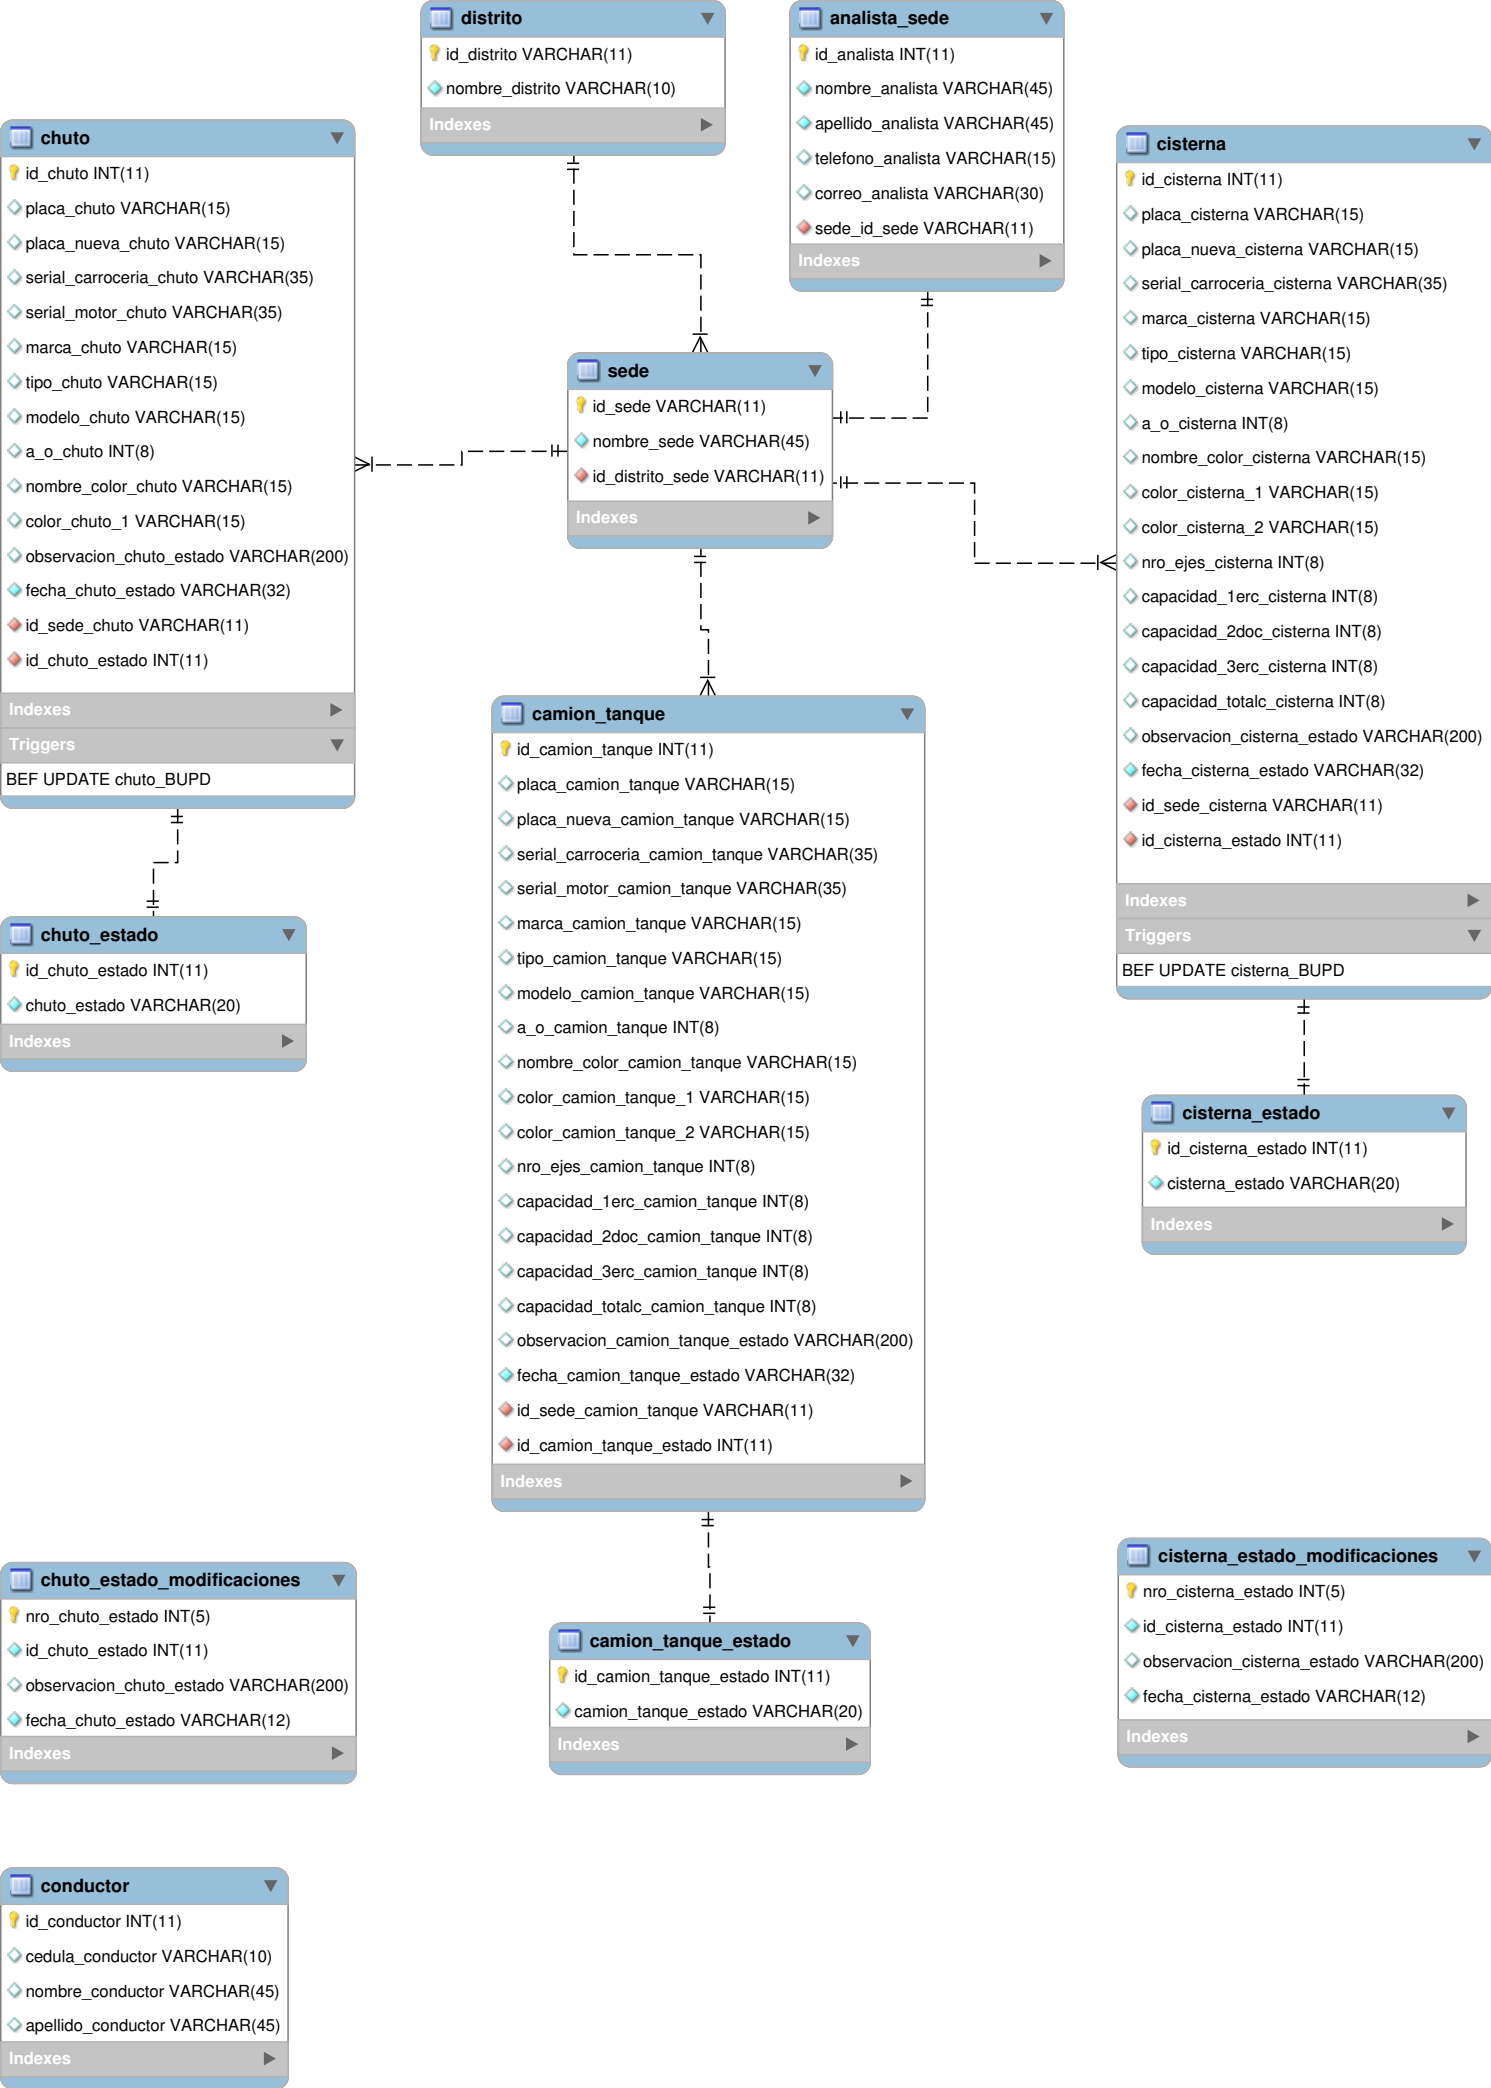 distrito
id_distrito VARCHAR(11)
nombre_distrito VARCHAR(10)
Indexes
analista_sede
id_analista INT(11)
nombre_analista VARCHAR(45)
apellido_analista VARCHAR(45)
telefono_analista VARCHAR(15)
correo_analista VARCHAR(30)
sede_id_sede VARCHAR(11)
Indexes
chuto
id_chuto INT(11)
placa_chuto VARCHAR(15)
placa_nueva_chuto VARCHAR(15)
serial_carroceria_chuto VARCHAR(35)
serial_motor_chuto VARCHAR(35)
marca_chuto VARCHAR(15)
tipo_chuto VARCHAR(15)
modelo_chuto VARCHAR(15)
a_o_chuto INT(8)
nombre_color_chuto VARCHAR(15)
color_chuto_1 VARCHAR(15)
observacion_chuto_estado VARCHAR(200)
fecha_chuto_estado VARCHAR(32)
id_sede_chuto VARCHAR(11)
id_chuto_estado INT(11)
Indexes
Triggers
BEF UPDATE chuto_BUPD
cisterna
id_cisterna INT(11)
placa_cisterna VARCHAR(15)
placa_nueva_cisterna VARCHAR(15)
serial_carroceria_cisterna VARCHAR(35)
marca_cisterna VARCHAR(15)
tipo_cisterna VARCHAR(15)
modelo_cisterna VARCHAR(15)
a_o_cisterna INT(8)
nombre_color_cisterna VARCHAR(15)
color_cisterna_1 VARCHAR(15)
color_cisterna_2 VARCHAR(15)
nro_ejes_cisterna INT(8)
capacidad_1erc_cisterna INT(8)
capacidad_2doc_cisterna INT(8)
capacidad_3erc_cisterna INT(8)
capacidad_totalc_cisterna INT(8)
observacion_cisterna_estado VARCHAR(200)
fecha_cisterna_estado VARCHAR(32)
id_sede_cisterna VARCHAR(11)
id_cisterna_estado INT(11)
Indexes
Triggers
BEF UPDATE cisterna_BUPD
sede
id_sede VARCHAR(11)
nombre_sede VARCHAR(45)
id_distrito_sede VARCHAR(11)
Indexes
camion_tanque
id_camion_tanque INT(11)
placa_camion_tanque VARCHAR(15)
placa_nueva_camion_tanque VARCHAR(15)
serial_carroceria_camion_tanque VARCHAR(35)
serial_motor_camion_tanque VARCHAR(35)
marca_camion_tanque VARCHAR(15)
tipo_camion_tanque VARCHAR(15)
modelo_camion_tanque VARCHAR(15)
a_o_camion_tanque INT(8)
nombre_color_camion_tanque VARCHAR(15)
color_camion_tanque_1 VARCHAR(15)
color_camion_tanque_2 VARCHAR(15)
nro_ejes_camion_tanque INT(8)
capacidad_1erc_camion_tanque INT(8)
capacidad_2doc_camion_tanque INT(8)
capacidad_3erc_camion_tanque INT(8)
capacidad_totalc_camion_tanque INT(8)
observacion_camion_tanque_estado VARCHAR(200)
fecha_camion_tanque_estado VARCHAR(32)
id_sede_camion_tanque VARCHAR(11)
id_camion_tanque_estado INT(11)
Indexes
chuto_estado
id_chuto_estado INT(11)
chuto_estado VARCHAR(20)
Indexes
cisterna_estado
id_cisterna_estado INT(11)
cisterna_estado VARCHAR(20)
Indexes
chuto_estado_modificaciones
nro_chuto_estado INT(5)
id_chuto_estado INT(11)
observacion_chuto_estado VARCHAR(200)
fecha_chuto_estado VARCHAR(12)
Indexes
camion_tanque_estado
id_camion_tanque_estado INT(11)
camion_tanque_estado VARCHAR(20)
Indexes
cisterna_estado_modificaciones
nro_cisterna_estado INT(5)
id_cisterna_estado INT(11)
observacion_cisterna_estado VARCHAR(200)
fecha_cisterna_estado VARCHAR(12)
Indexes
conductor
id_conductor INT(11)
cedula_conductor VARCHAR(10)
nombre_conductor VARCHAR(45)
apellido_conductor VARCHAR(45)
Indexes